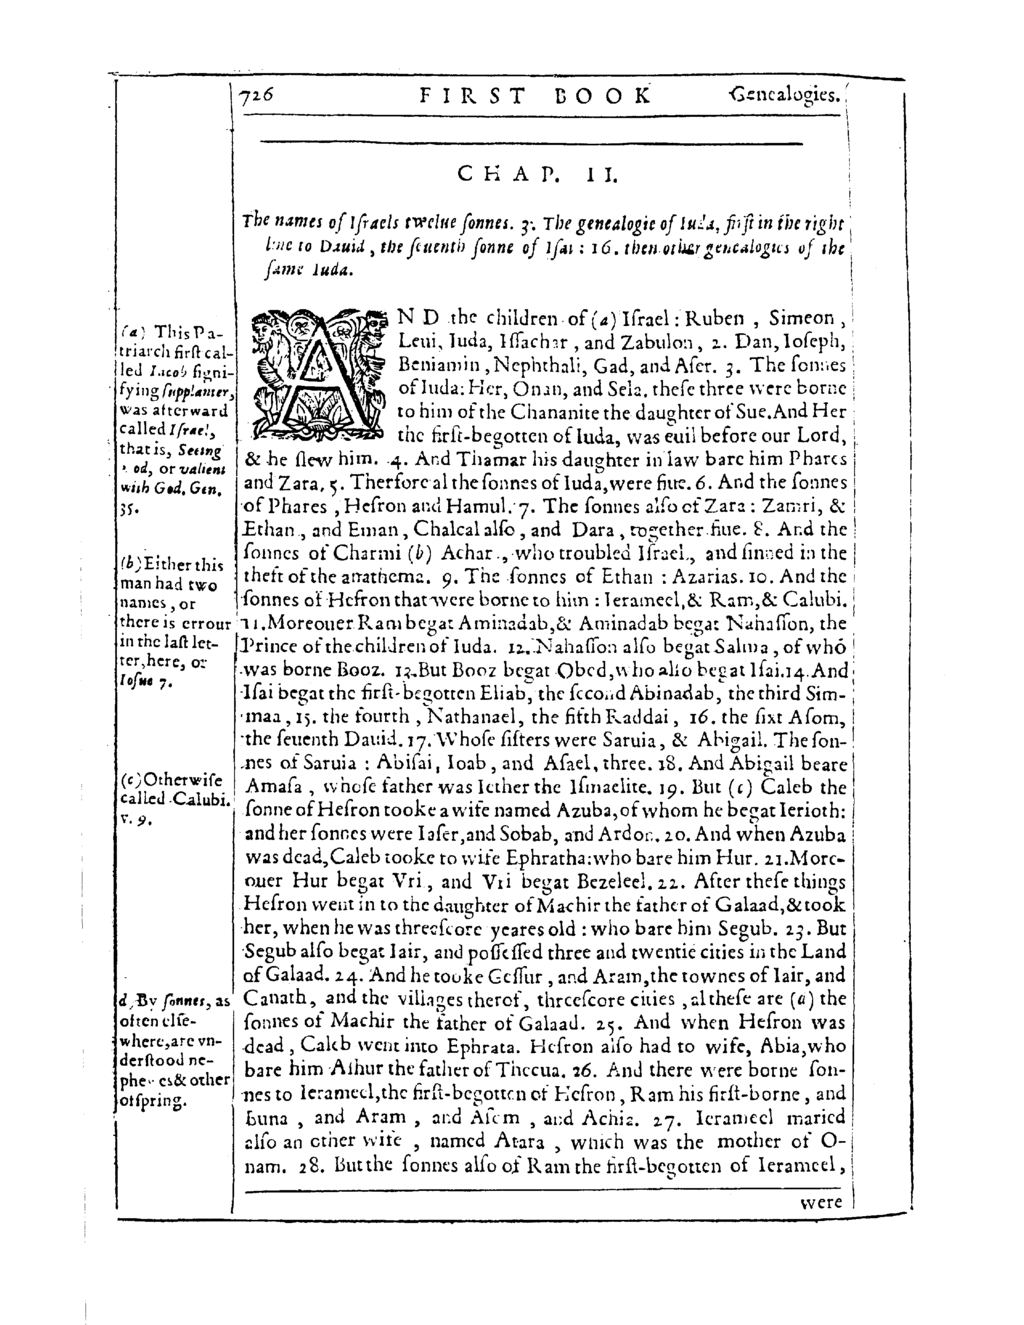 726 FIRST BOOK Genealogies.
CHAP. II.
The names of Iſraels twelue ſonnes. 3. The genealogie of Iuda, firſt in the right
line to Dauid, the ſeuenth ſonne of Iſai: 16. then other genealogies of the
ſame Iuda.
AND the children of (a) Iſrael: Ruben, Simeon,
Leui, Iuda, Iſſachar, and Zabulon, 2. Dan, Ioſeph,
Beniamin, Nephthali, Gad, and Aſer. 3. The ſonnes
of Iuda: Her, Onan, and Sela. theſe three were borne
to him of the Chananite the daughter of Sue. And Her
the firſt-begotten of Iuda, was euil before our Lord,
& he ſlew him. 4. And Thamar his daughter in law bare him Phares
and Zara, 5. Therfore al the ſonnes of Iuda, were fiue. 6. And the ſonnes
of Phares, Heſron and Hamul. 7. The ſonnes alſo of Zara: Zamri, &
Ethan, and Eman, Chalcal alſo, and Dara, together fiue. 8. And the
ſonnes of Charmi (b) Achar, who troubled Iſrael, and ſinned in the
theft of the anathema. 9. The ſonnes of Ethan: Azarias. 10. And the
ſonnes of Heſron that were borne to him: Ierameel, & Ram, & Calubi.
11. Moreouer Ram begat Aminadab, & Aminadab begat Nahaſſon, the
Prince of the children of Iuda. 12. Nahaſſon alſo begat Salma, of whõ
was borne Booz. 13. But Booz begat Obed, who alſo begat Iſai. 14. And
Iſai begat the firſt-begotten Eliab, the ſecond Abinadab, the third Sim-
maa, 15. the fourth, Nathanael, the fifth Raddai, 16. the ſixt Aſom,
the ſeuenth Dauid. 17. Whoſe ſiſters were Saruia, & Abigail. The ſon-
nes of Saruia: Abiſai, Ioab, and Aſael, three. 18. And Abigail beare
Amaſa, whoſe father was Iether the Iſmaelite. 19. But (c) Caleb the
ſonne of Heſron tooke a wife named Azuba, of whom he begat Ierioth:
and her ſonnes were Iaſer, and Sobab, and Ardon. 20. And when Azuba
was dead, Caleb tooke to wife Ephratha: who bare him Hur. 21. More-
ouer Hur begat Vri, and Vri begat Bezeleel. 22. After theſe things
Heſron went in to the daughter of Machir the father of Galaad, & took
her, when he was threeſcore yeares old: who bare him Segub. 23. But
Segub alſo begat Iair, and poſſeſſed three and twentie cities in the Land
of Galaad. 24. And he tooke Geſſur, and Aram, the townes of Iair, and
Canath, and the villages therof, threeſcore cities, al theſe are (a) the
ſonnes of Machir the father of Galaad. 25. And when Heſron was
dead, Caleb went into Ephrata. Heſron alſo had to wife, Abia, who
bare him Aſhur the father of Thecua. 26. And there were borne ſon-
nes to Ierameel, the firſt-begotten of Heſron, Ram his firſt-borne, and
Buna, and Aram, and Aſem, and Achia. 27. Ierameel maried
alſo an other wife, named Atara, which was the mother of O-
nam. 28. But the ſonnes alſo of Ram the firſt-begotten of Ierameel,
were
(a) This Pa-
triarch firſt cal-
led Iacob ſigni-
fying ſupplanter,
was afterward
called Iſrael,
that is, Seeing
od, or valient
with God. Gen.
35.
(b) Either this
man had two
names, or
there is errour
in the laſt let-
ter, here, or
Ioſue 7.
(c) Otherwiſe
called Calubi.
v. 9.
d By ſonnes, as
often elſe-
where, are vn-
derſtood ne-
phewes & other
ofſpring.